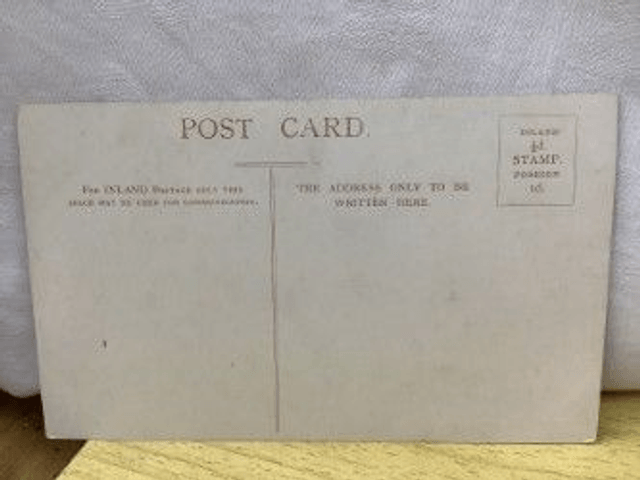 POST CARD.
INLAND
½d.
STAMP.
FOREIGN
1d.
FOR INLAND POSTAGE ONLY THIS
SPACE MAY BE USED FOR COMMUNICATION.
THE ADDRESS ONLY TO BE
WRITTEN HERE.